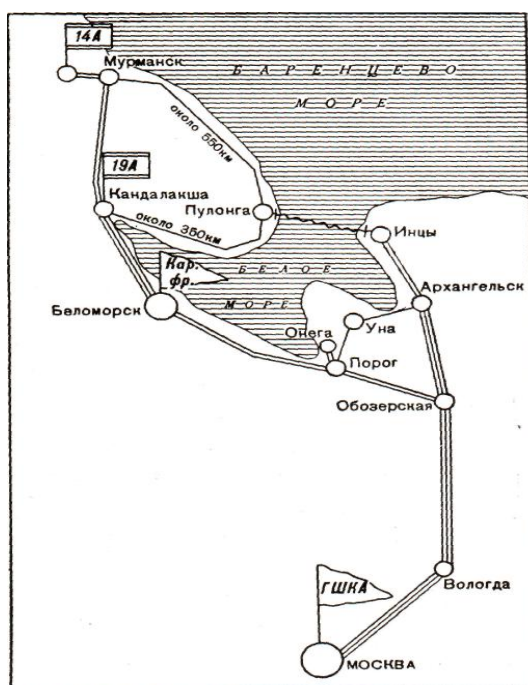 14А
Мурманск
БАРЕНЦЕВО
МОРЕ
около 550км
19А
Кандалакша
около 350км
Пулонга
Инцы
Кар.
фр.
БЕЛОЕ
МОРЕ
Беломорск
Архангельск
Онега
Уна
Порог
Обозерская
Вологда
ГШКА
МОСКВА